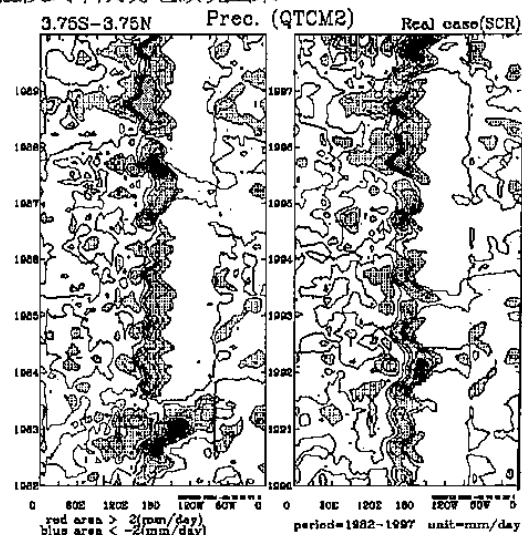 3.75S-3.75N Prec. (QTCM2) Real case(SCR)
1989
1988
1987
1986
1985
1984
1983
1982
0 60E 120E 180 120W 60W 0
1997
1996
1995
1994
1993
1992
1991
1990
0 60E 120E 180 120W 60W 0
red area > 2(mm/day)
blue area < -2(mm/day)
period=1982-1997 unit=mm/day